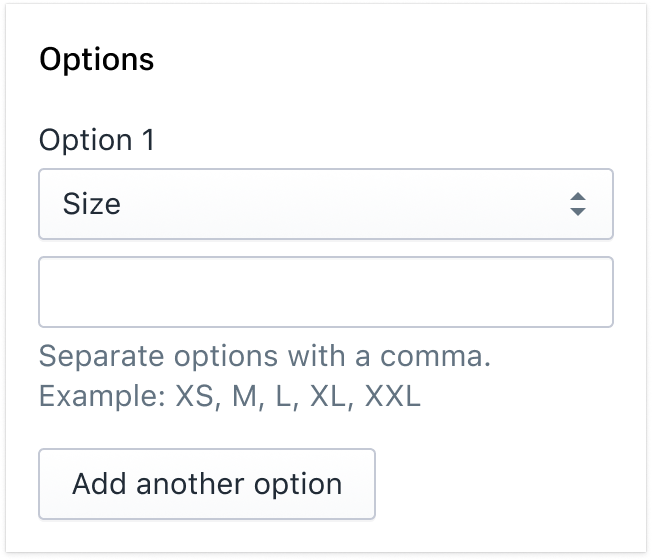 Options
Option 1
Size
Separate options with a comma.
Example: XS, M, L, XL, XXL
Add another option